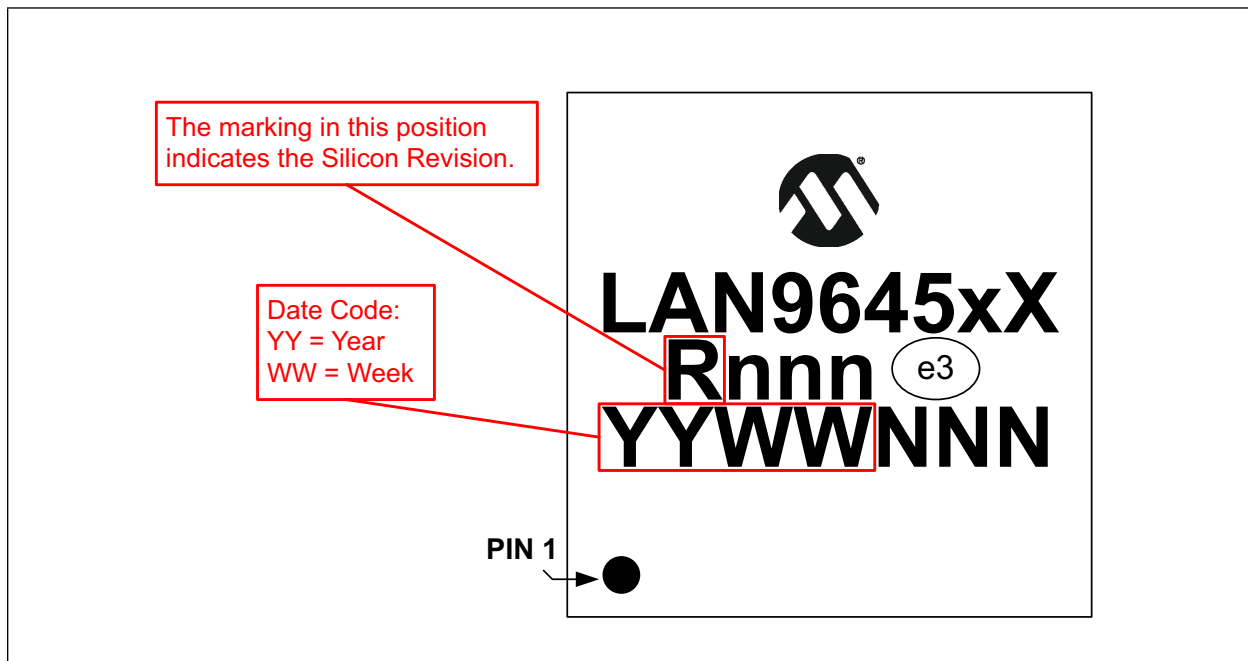 The marking in this position
indicates the Silicon Revision.
®
LAN9645xX
Date Code:
YY = Year
WW = Week
Rnnn e3
YYWWNNN
PIN 1